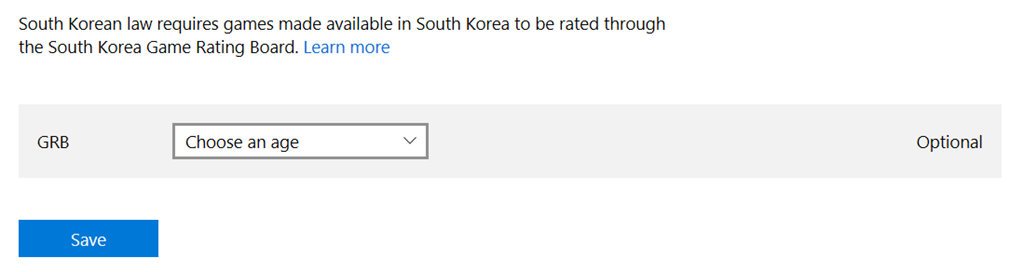 South Korean law requires games made available in South Korea to be rated through
the South Korea Game Rating Board. Learn more
GRB
Choose an age
Optional
Save